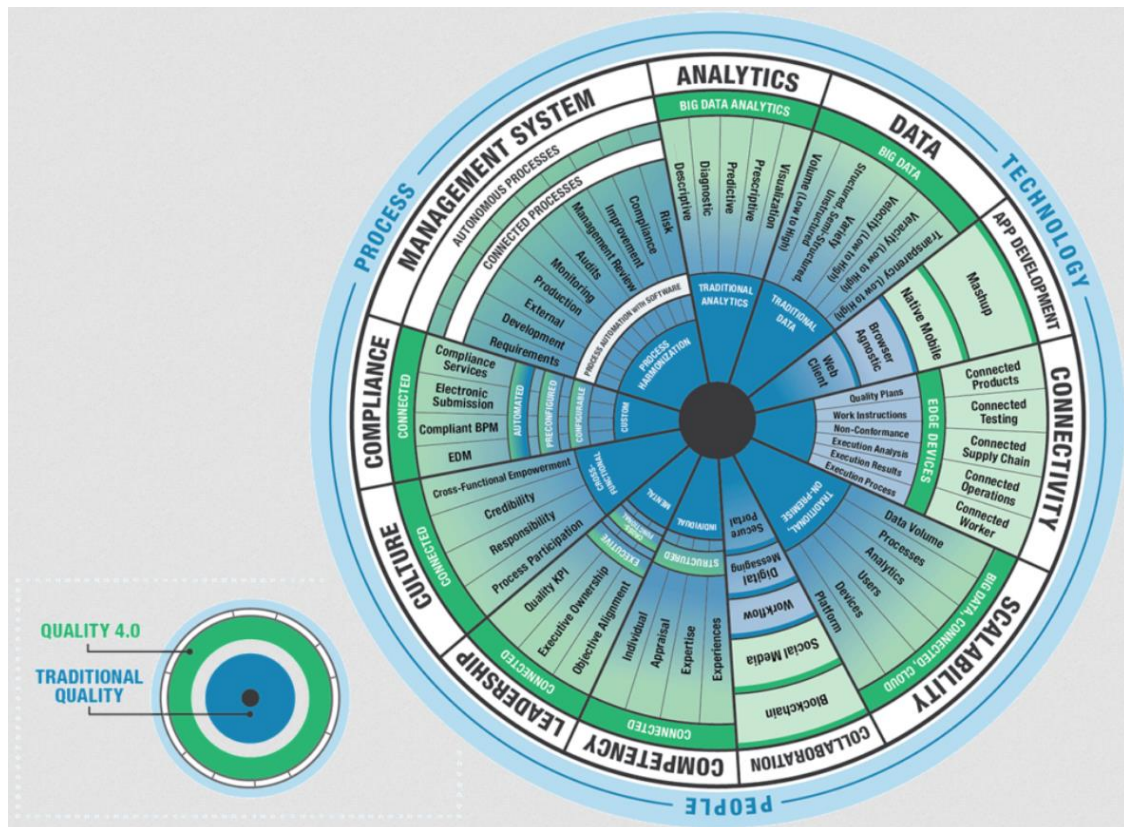 PROCESS
TECHNOLOGY
PEOPLE
ANALYTICS
BIG DATA ANALYTICS
Descriptive
Diagnostic
Predictive
Prescriptive
Visualization
TRADITIONAL
ANALYTICS
DATA
BIG DATA
Volume (Low to High)
Structured, Semi-Structured,
Unstructured
Variety
Velocity (Low to High)
Veracity (Low to High)
Transparency (Low to High)
TRADITIONAL
DATA
APP DEVELOPMENT
Mashup
Native Mobile
Browser
Agnostic
Web
Client
CONNECTIVITY
Connected
Products
Connected
Testing
Connected
Supply Chain
Connected
Operations
Connected
Worker
EDGE DEVICES
Quality Plans
Work Instructions
Non-Conformance
Execution Analysis
Execution Results
Execution Process
SCALABILITY
BIG DATA, CONNECTED, CLOUD
Data Volume
Processes
Analytics
Users
Devices
Platform
TRADITIONAL
ON-PREMISE
COLLABORATION
Blockchain
Social Media
Workflow
Digital
Messaging
Secure
Portal
COMPETENCY
CONNECTED
Individual
Appraisal
Expertise
Experiences
STRUCTURED
INDIVIDUAL
LEADERSHIP
CONNECTED
Quality KPI
Executive Ownership
Objective Alignment
EXECUTIVE
CROSS-
FUNCTIONAL
MENTAL
CULTURE
CONNECTED
Cross-Functional Empowerment
Credibility
Responsibility
Process Participation
CROSS-
FUNCTIONAL
COMPLIANCE
CONNECTED
Compliance
Services
Electronic
Submission
Compliant BPM
EDM
AUTOMATED
PRECONFIGURED
CONFIGURABLE
CUSTOM
MANAGEMENT SYSTEM
AUTONOMOUS PROCESSES
CONNECTED PROCESSES
Risk
Compliance
Improvement
Management Review
Audits
Monitoring
Production
External
Development
Requirements
PROCESS AUTOMATION WITH SOFTWARE
PROCESS
HARMONIZATION
QUALITY 4.0
TRADITIONAL
QUALITY